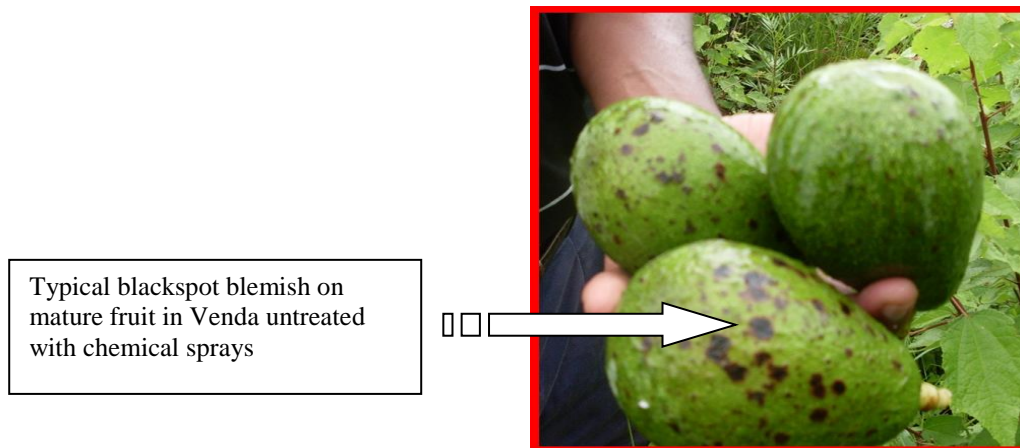 Typical blackspot blemish on
mature fruit in Venda untreated
with chemical sprays